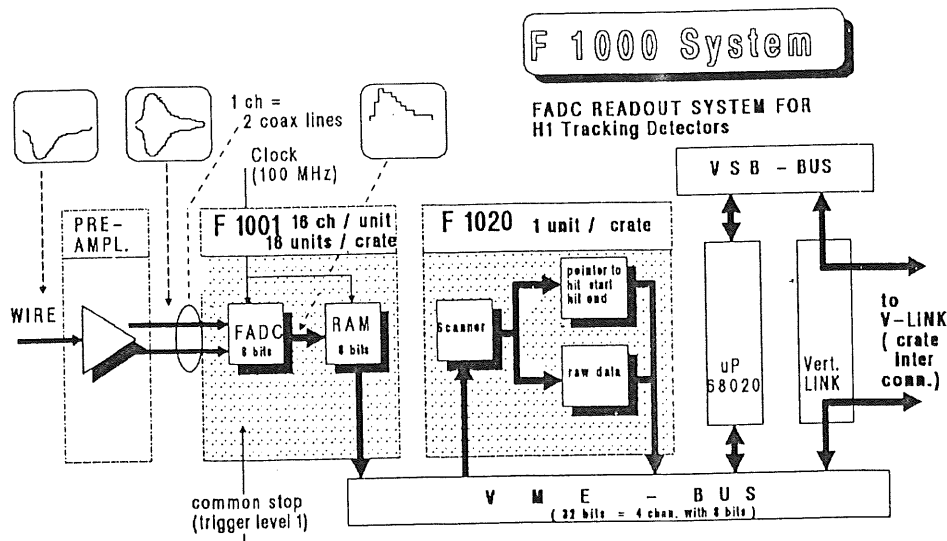 F 1000 System
FADC READOUT SYSTEM FOR
H1 Tracking Detectors
1 ch =
2 coax lines
Clock
(100 MHz)
VSB - BUS
PRE-
AMPL.
F 1001 16 ch / unit
16 units / crate
F 1020 1 unit / crate
WIRE
FADC
8 bits
RAM
8 bits
Scanner
pointer to
hit start
hit end
raw data
uP
68020
Vert.
LINK
to
V-LINK
( crate
inter
conn.)
common stop
(trigger level 1)
VME - BUS
( 32 bits = 4 chan. with 8 bits )